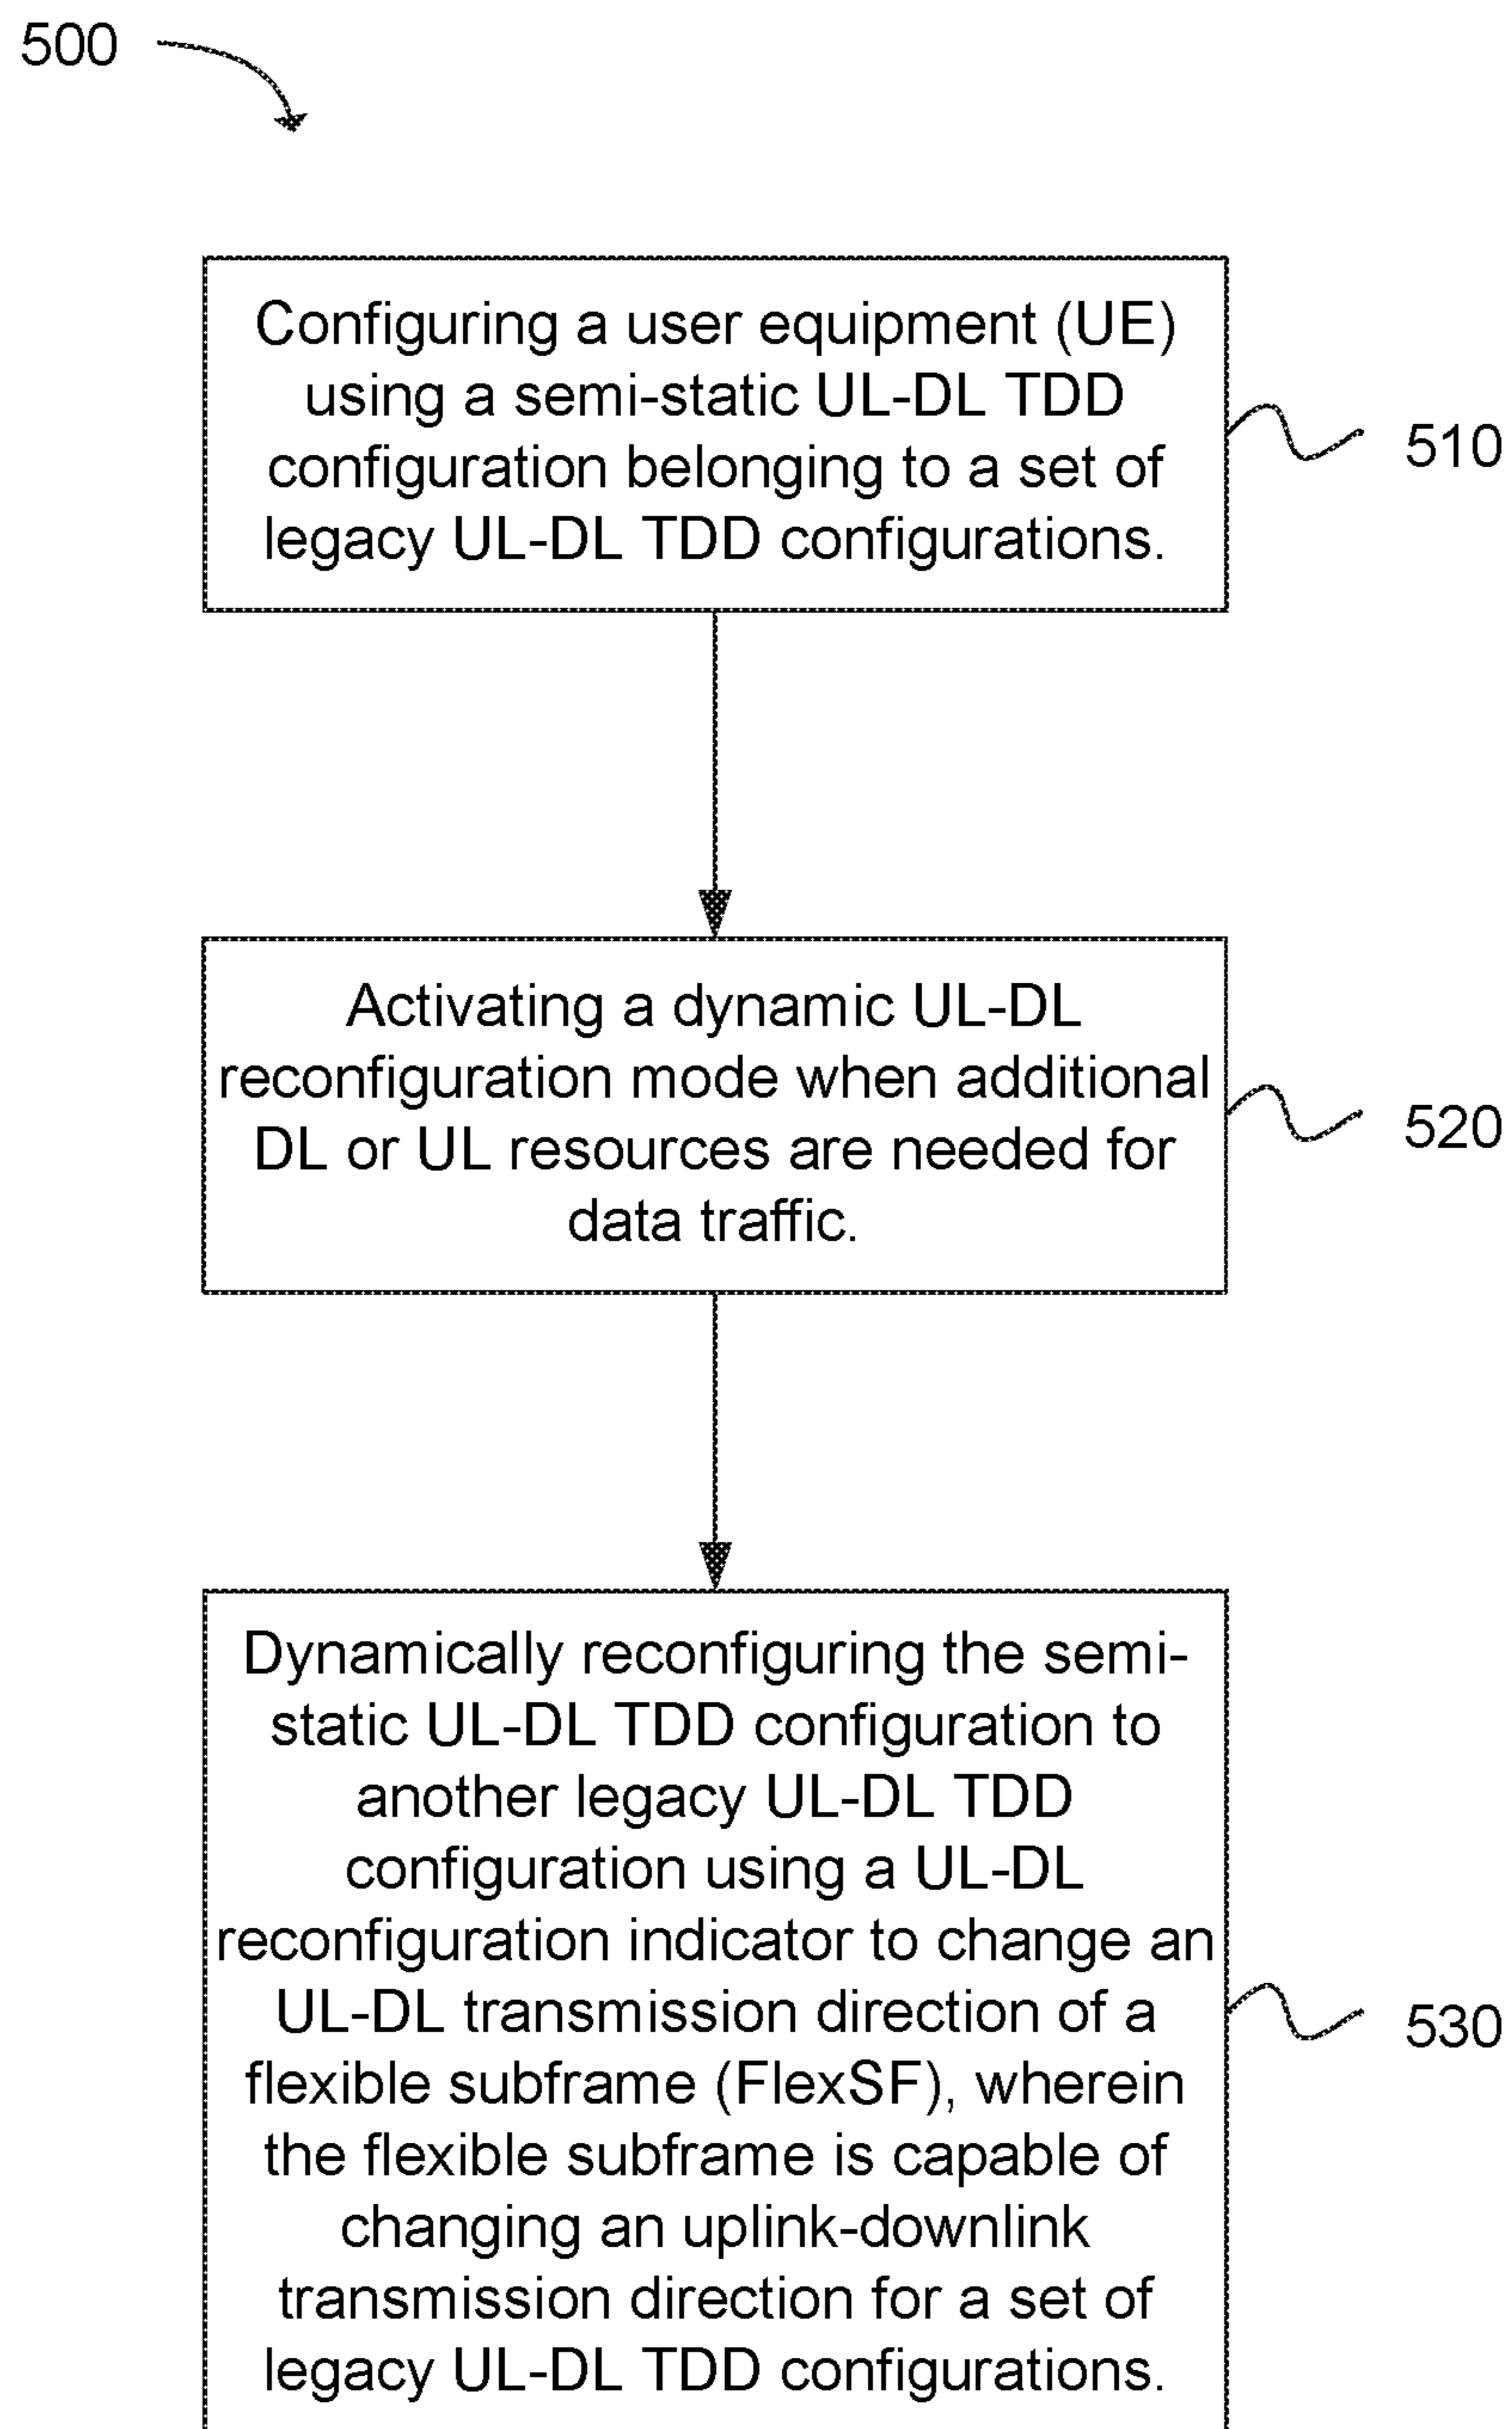 500
Configuring a user equipment (UE)
using a semi-static UL-DL TDD
configuration belonging to a set of
legacy UL-DL TDD configurations.
510
Activating a dynamic UL-DL
reconfiguration mode when additional
DL or UL resources are needed for
data traffic.
520
Dynamically reconfiguring the semi-
static UL-DL TDD configuration to
another legacy UL-DL TDD
configuration using a UL-DL
reconfiguration indicator to change an
UL-DL transmission direction of a
flexible subframe (FlexSF), wherein
the flexible subframe is capable of
changing an uplink-downlink
transmission direction for a set of
legacy UL-DL TDD configurations.
530